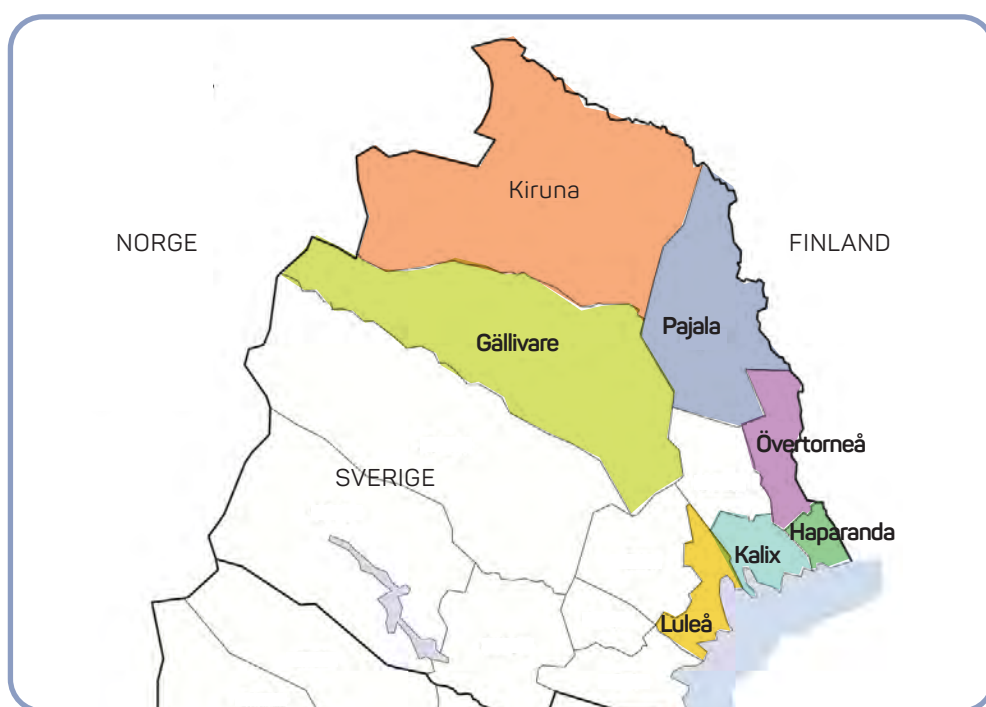 Kiruna
NORGE
FINLAND
Pajala
Gällivare
Övertorneå
SVERIGE
Haparanda
Kalix
Luleå